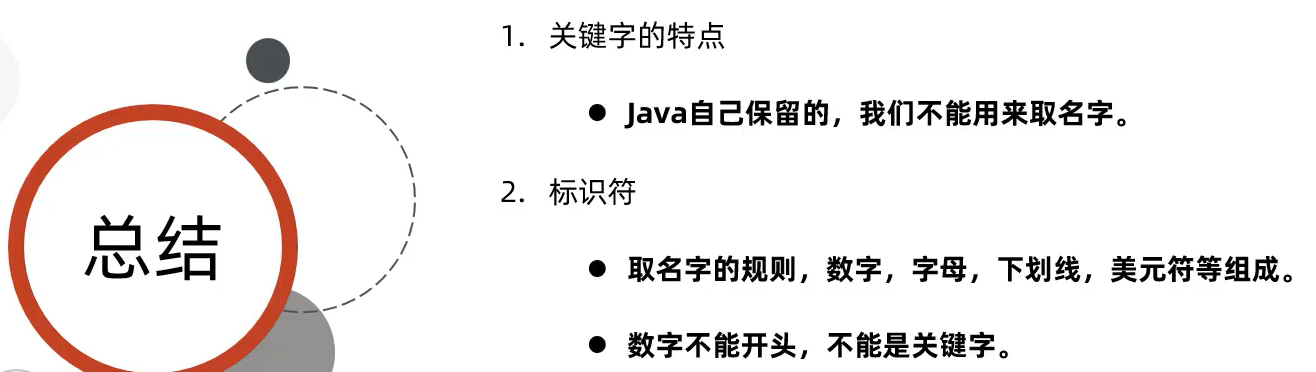 总结
1. 关键字的特点
● Java自己保留的，我们不能用来取名字。
2. 标识符
● 取名字的规则，数字，字母，下划线，美元符等组成。
● 数字不能开头，不能是关键字。